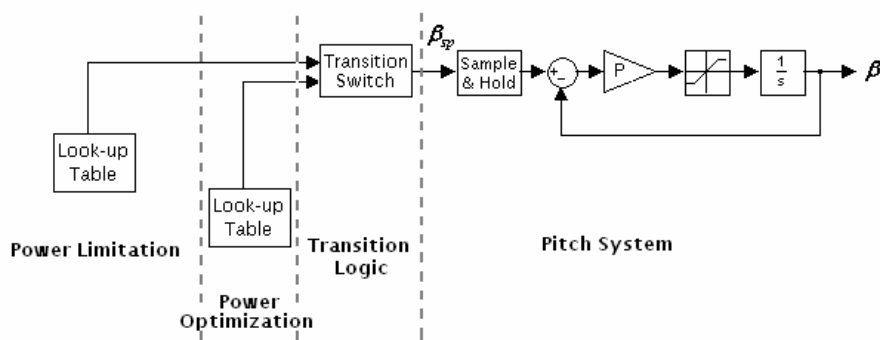 β_sp
Transition
Switch
Sample
& Hold
+
-
P
1
s
β
Look-up
Table
Look-up
Table
Power Limitation
Transition
Logic
Pitch System
Power
Optimization